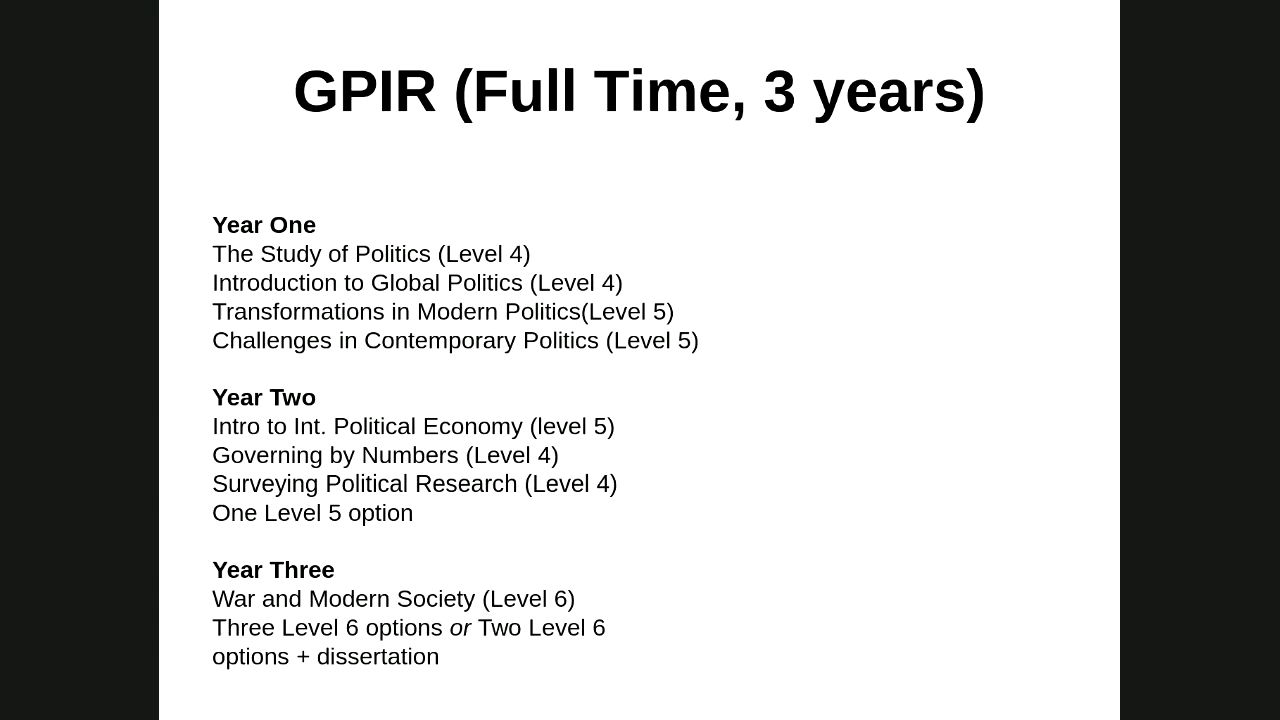 GPIR (Full Time, 3 years)
Year One
The Study of Politics (Level 4)
Introduction to Global Politics (Level 4)
Transformations in Modern Politics(Level 5)
Challenges in Contemporary Politics (Level 5)
Year Two
Intro to Int. Political Economy (level 5)
Governing by Numbers (Level 4)
Surveying Political Research (Level 4)
One Level 5 option
Year Three
War and Modern Society (Level 6)
Three Level 6 options or Two Level 6
options + dissertation